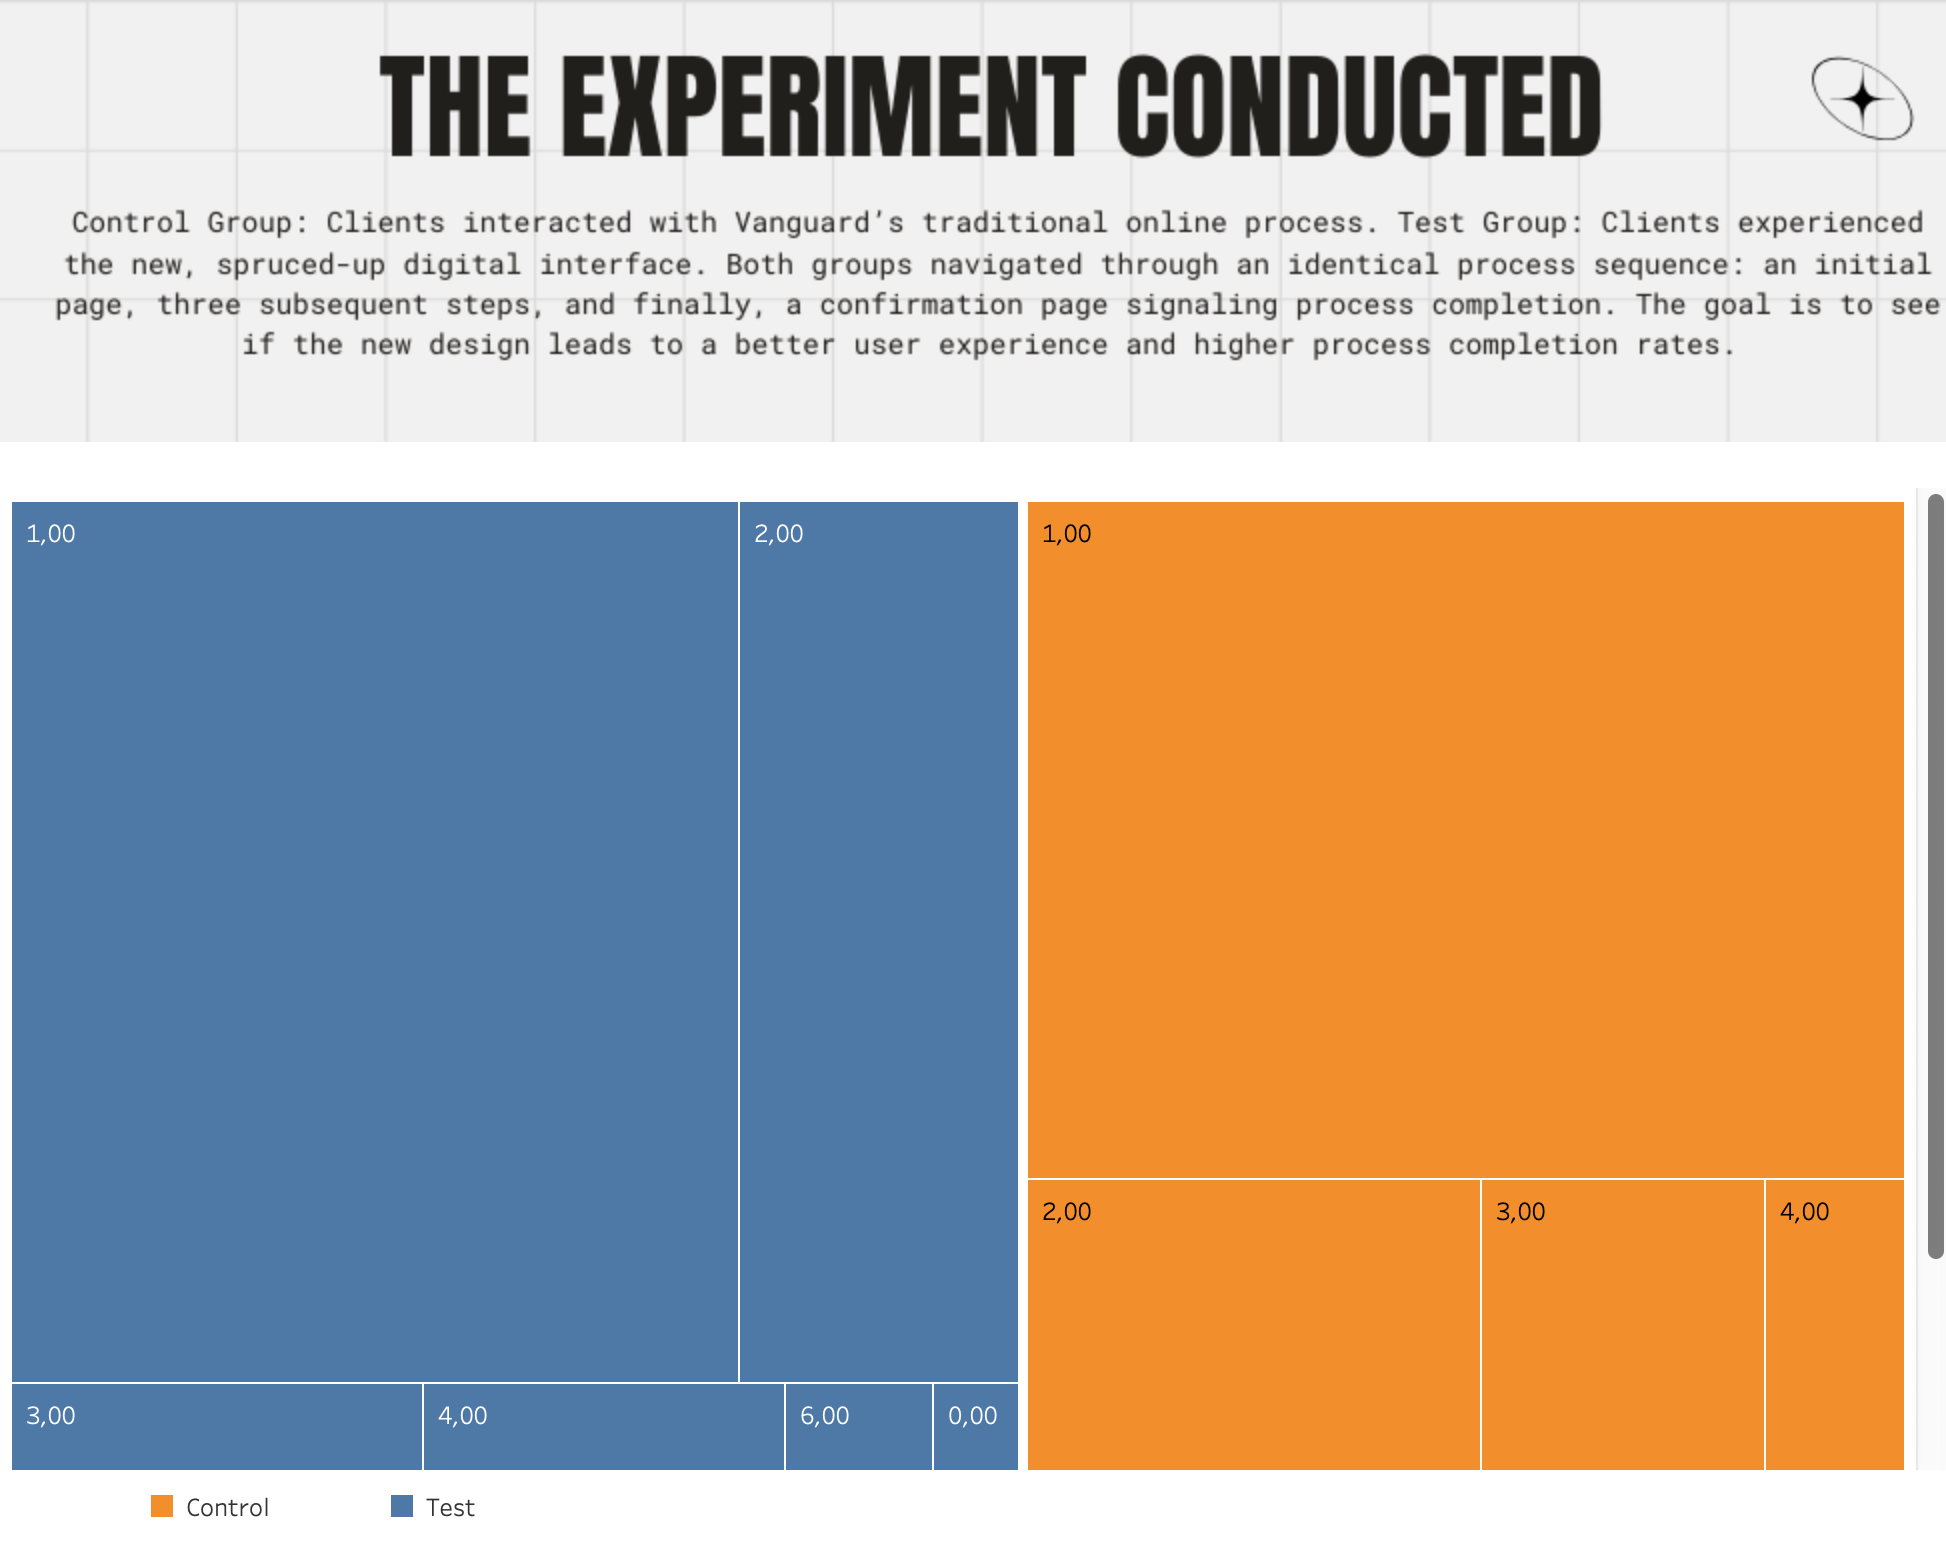 THE EXPERIMENT CONDUCTED
Control Group: Clients interacted with Vanguard’s traditional online process. Test Group: Clients experienced
the new, spruced-up digital interface. Both groups navigated through an identical process sequence: an initial
page, three subsequent steps, and finally, a confirmation page signaling process completion. The goal is to see
if the new design leads to a better user experience and higher process completion rates.
1,00
2,00
3,00
4,00
6,00
0,00
1,00
2,00
3,00
4,00
Control
Test